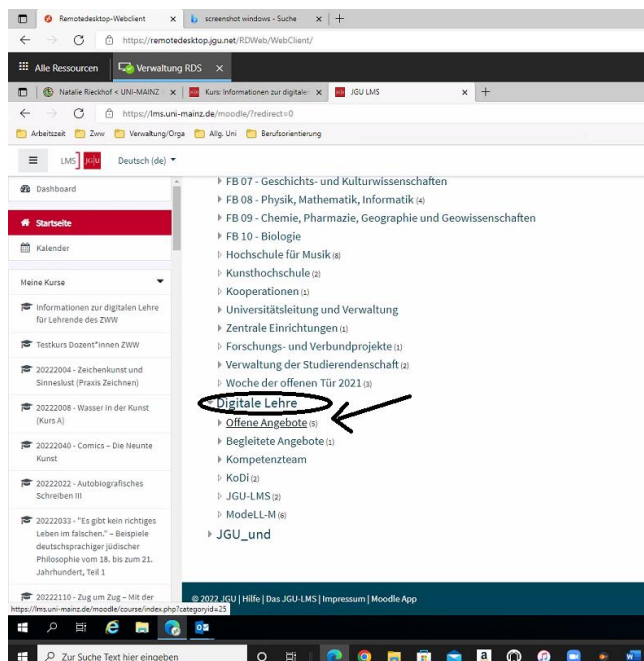 Remotedesktop-Webclient
screenshot windows - Suche
https://remotedesktop.jgu.net/RDWeb/WebClient/
Alle Ressourcen
Verwaltung RDS
Natalie Rieckhof < UNI-MAINZ
Kurs: Informationen zur digitale
JGU LMS
https://lms.uni-mainz.de/moodle/?redirect=0
Arbeitszeit Zww Verwaltung/Orga Allg. Uni Berufsorientierung
LMS JG|U Deutsch (de)
Dashboard
Startseite
Kalender
Meine Kurse
Informationen zur digitalen Lehre
für Lehrende des ZWW
Testkurs Dozent*innen ZWW
20222004 - Zeichenkunst und
Sinneslust (Praxis Zeichnen)
20222008 - Wasser in der Kunst
(Kurs A)
20222040 - Comics – Die Neunte
Kunst
20222022 - Autobiografisches
Schreiben III
20222033 - "Es gibt kein richtiges
Leben im falschen." – Beispiele
deutschsprachiger jüdischer
Philosophie vom 18. bis zum 21.
Jahrhundert, Teil 1
20222110 - Zug um Zug – Mit der
https://lms.uni-mainz.de/moodle/course/index.php?categoryid=25
FB 07 - Geschichts- und Kulturwissenschaften
FB 08 - Physik, Mathematik, Informatik (4)
FB 09 - Chemie, Pharmazie, Geographie und Geowissenschaften
FB 10 - Biologie
Hochschule für Musik (8)
Kunsthochschule (2)
Kooperationen (1)
Universitätsleitung und Verwaltung
Zentrale Einrichtungen (1)
Forschungs- und Verbundprojekte (1)
Verwaltung der Studierendenschaft (2)
Woche der offenen Tür 2021 (3)
Digitale Lehre
Offene Angebote (5)
Begleitete Angebote (1)
Kompetenzteam
KoDi (2)
JGU-LMS (2)
ModeLL-M (6)
JGU_und
© 2022 JGU | Hilfe | Das JGU-LMS | Impressum | Moodle App
Zur Suche Text hier eingeben